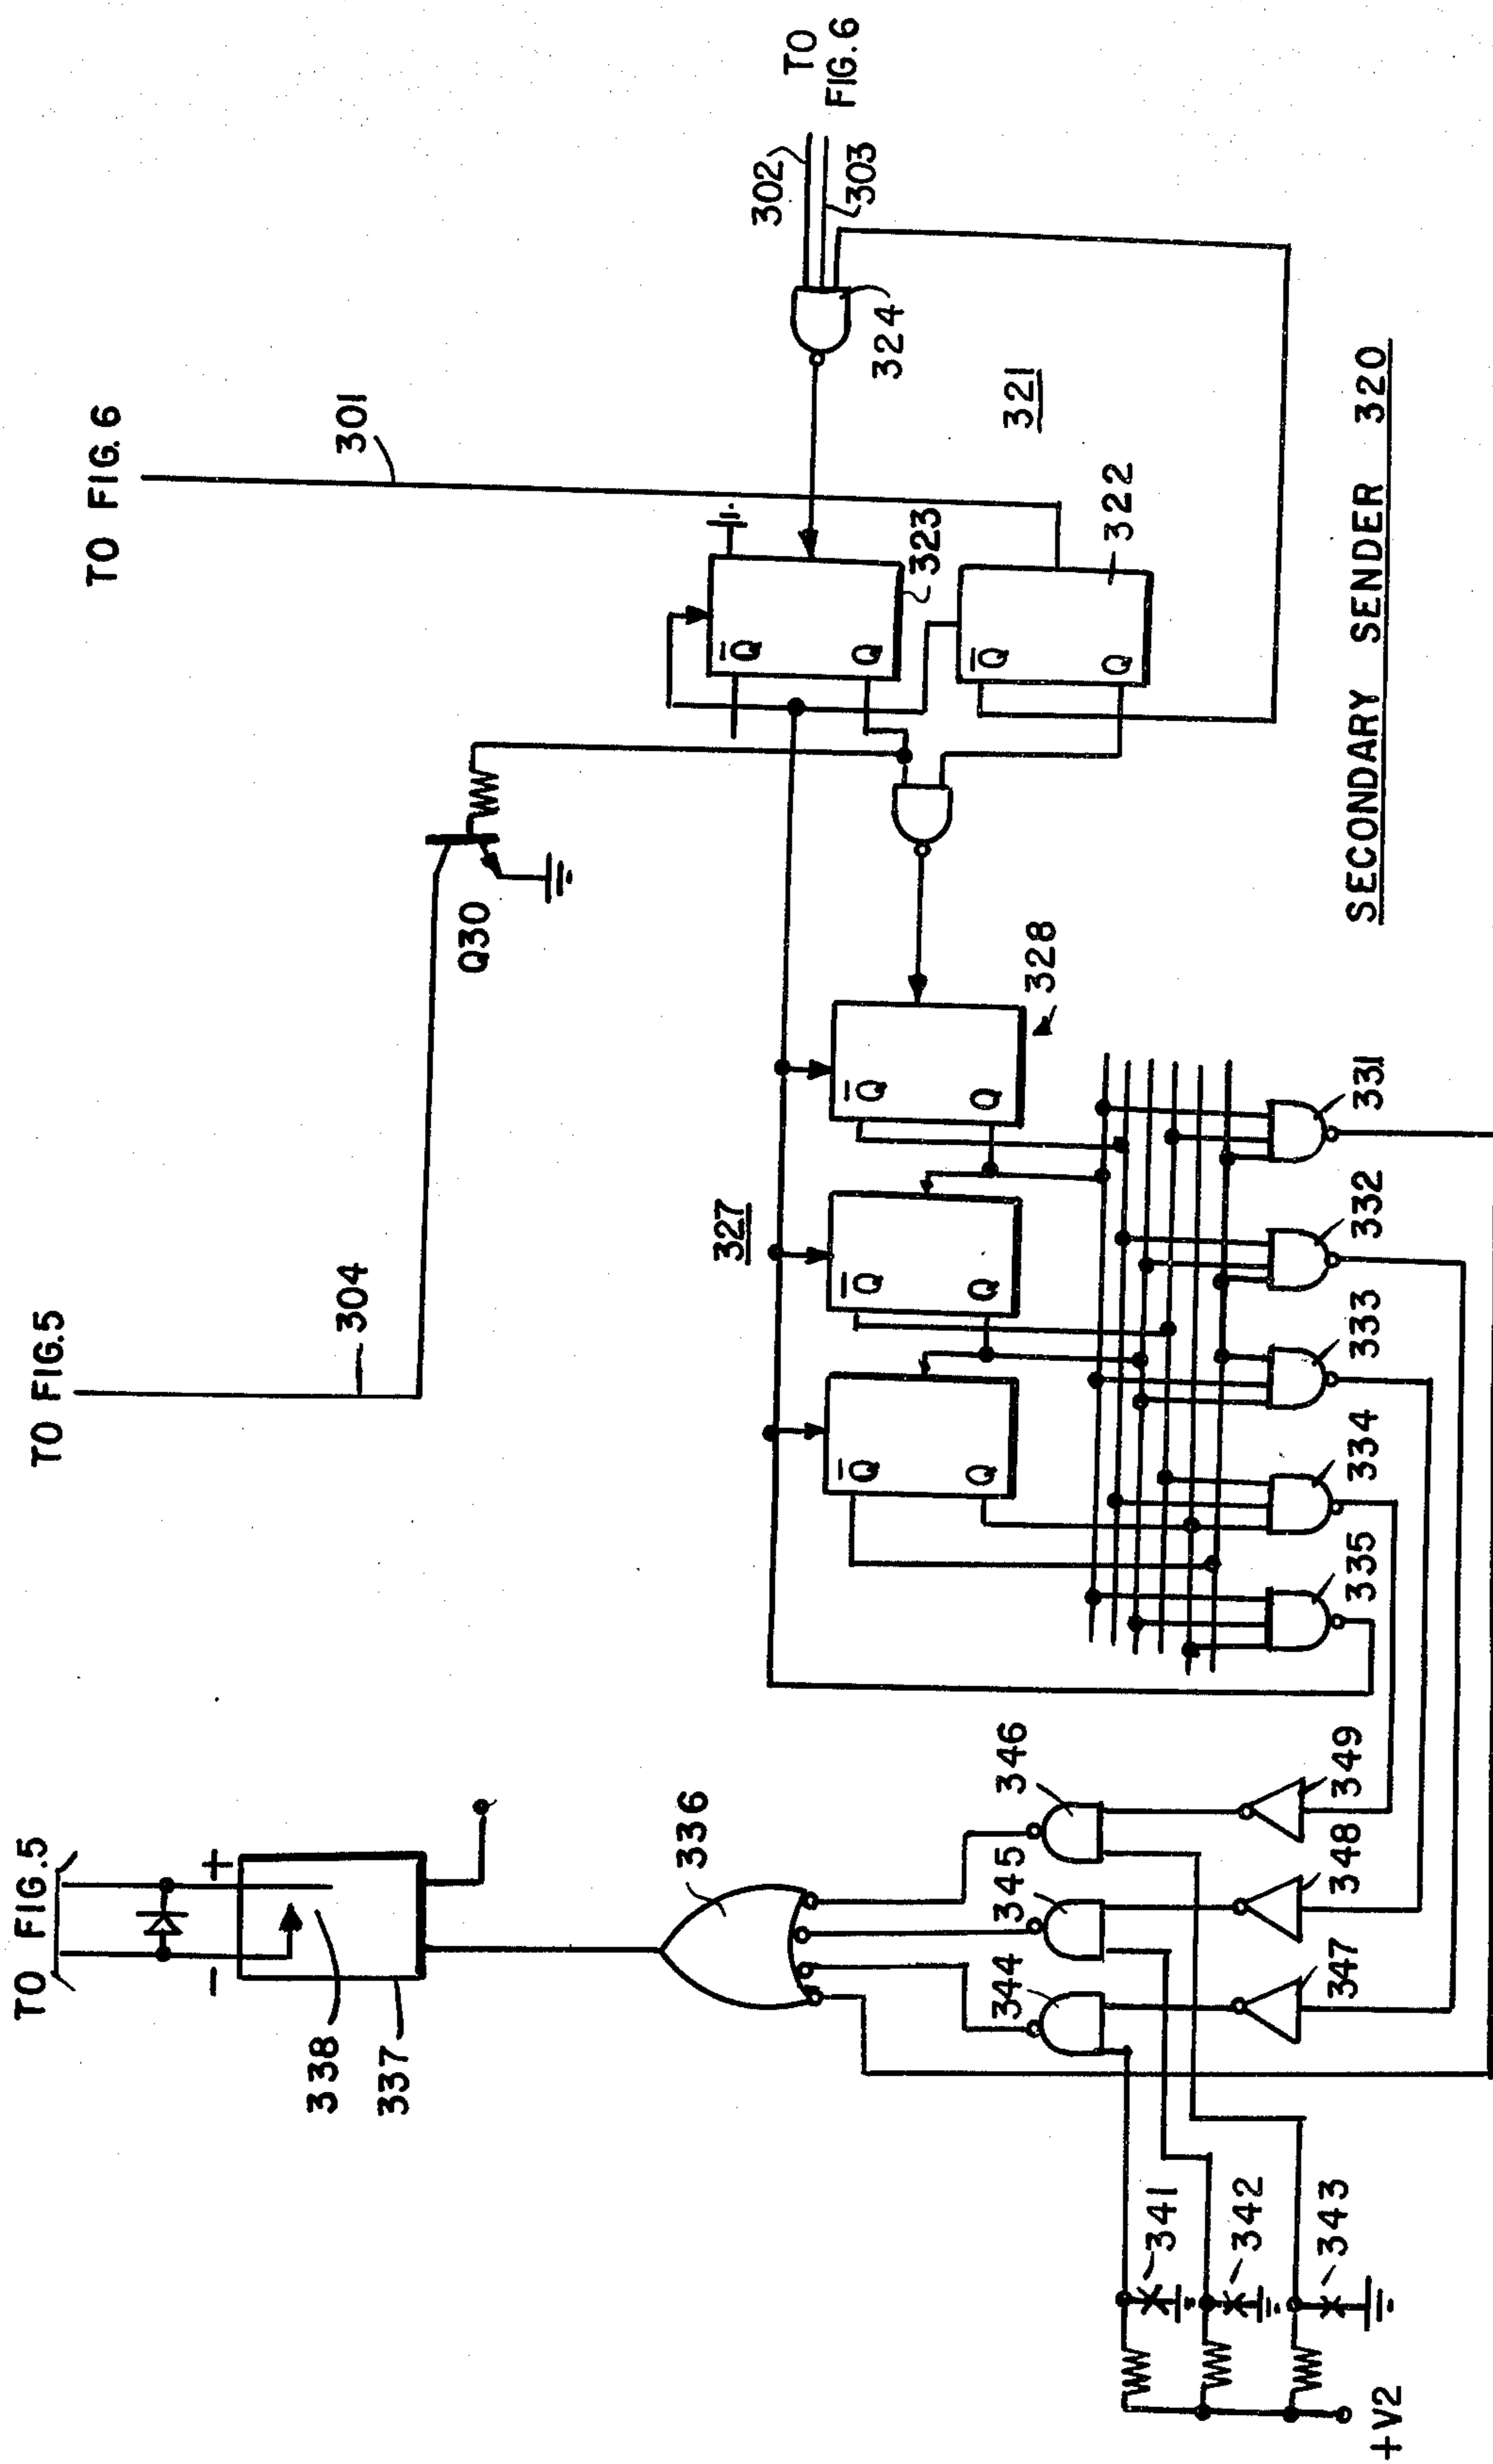 TO FIG.5
TO FIG.5
TO FIG. 6
304
301
+
−
338
337
Q30
336
327
Q̄
Q
Q̄
Q
Q̄
Q
328
Q̄
Q
323
Q̄
Q
322
321
324
302
303
TO
FIG. 6
346
345
344
349
348
347
335
334
333
332
331
341
342
343
+V2
SECONDARY SENDER 320